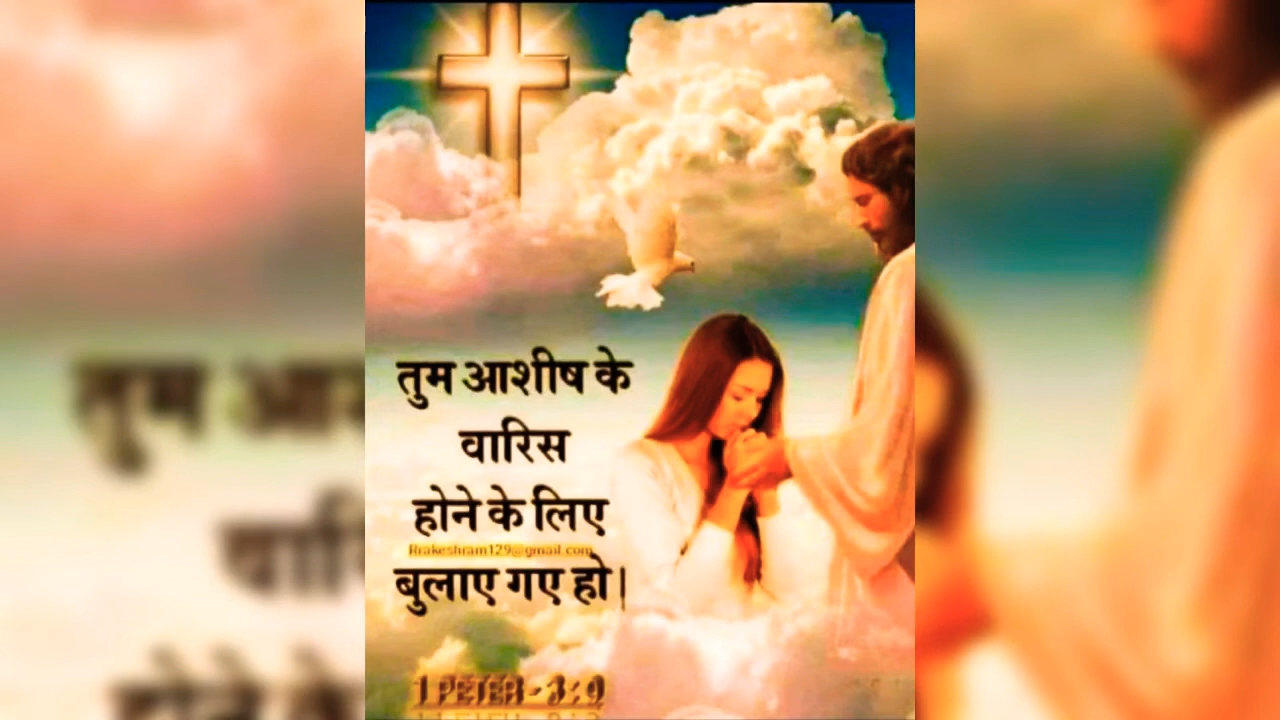 तुम आशीष के
वारिस
होने के लिए
Rrakeshram129@gmail.com
बुलाए गए हो|
1 PETER - 3 : 9